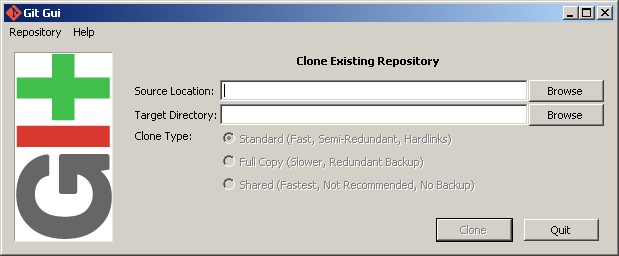 Git Gui
Repository Help
Clone Existing Repository
Source Location: Browse
Target Directory: Browse
Clone Type: Standard (Fast, Semi-Redundant, Hardlinks)
Full Copy (Slower, Redundant Backup)
Shared (Fastest, Not Recommended, No Backup)
Clone Quit
GIT